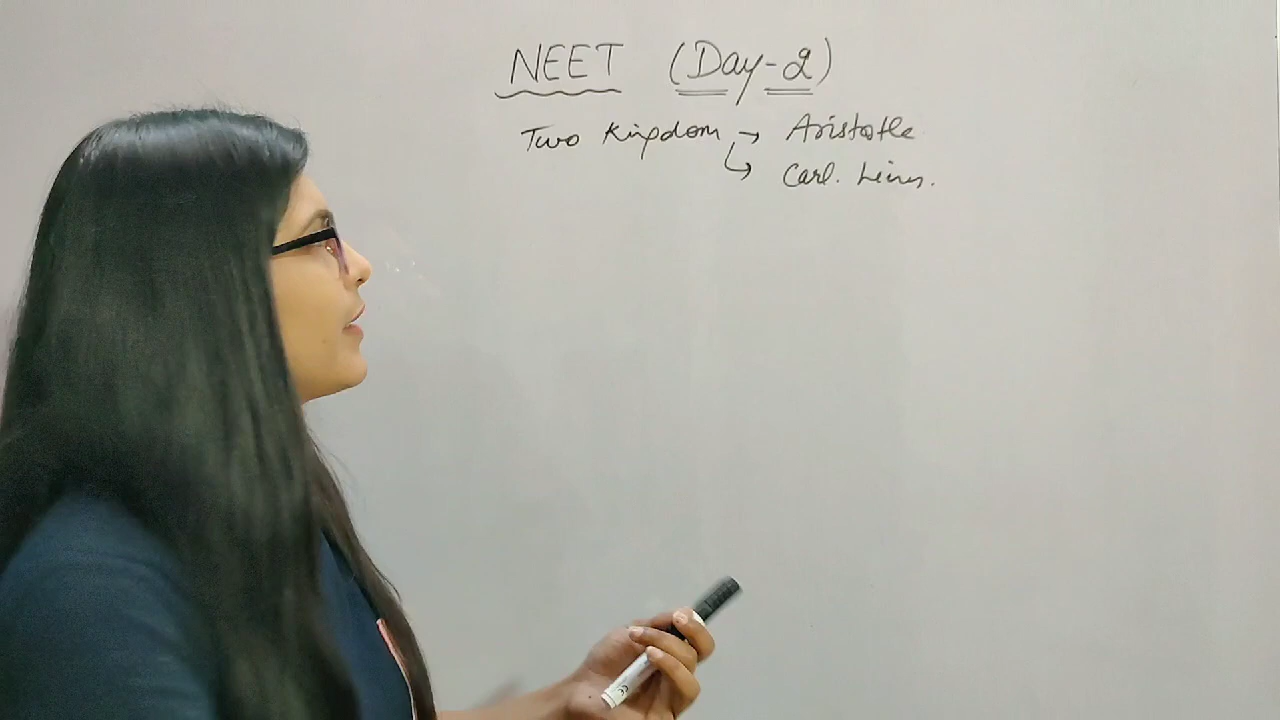 NEET (Day-2)
Two Kingdom → Aristotle
↳ Carl. Linn.